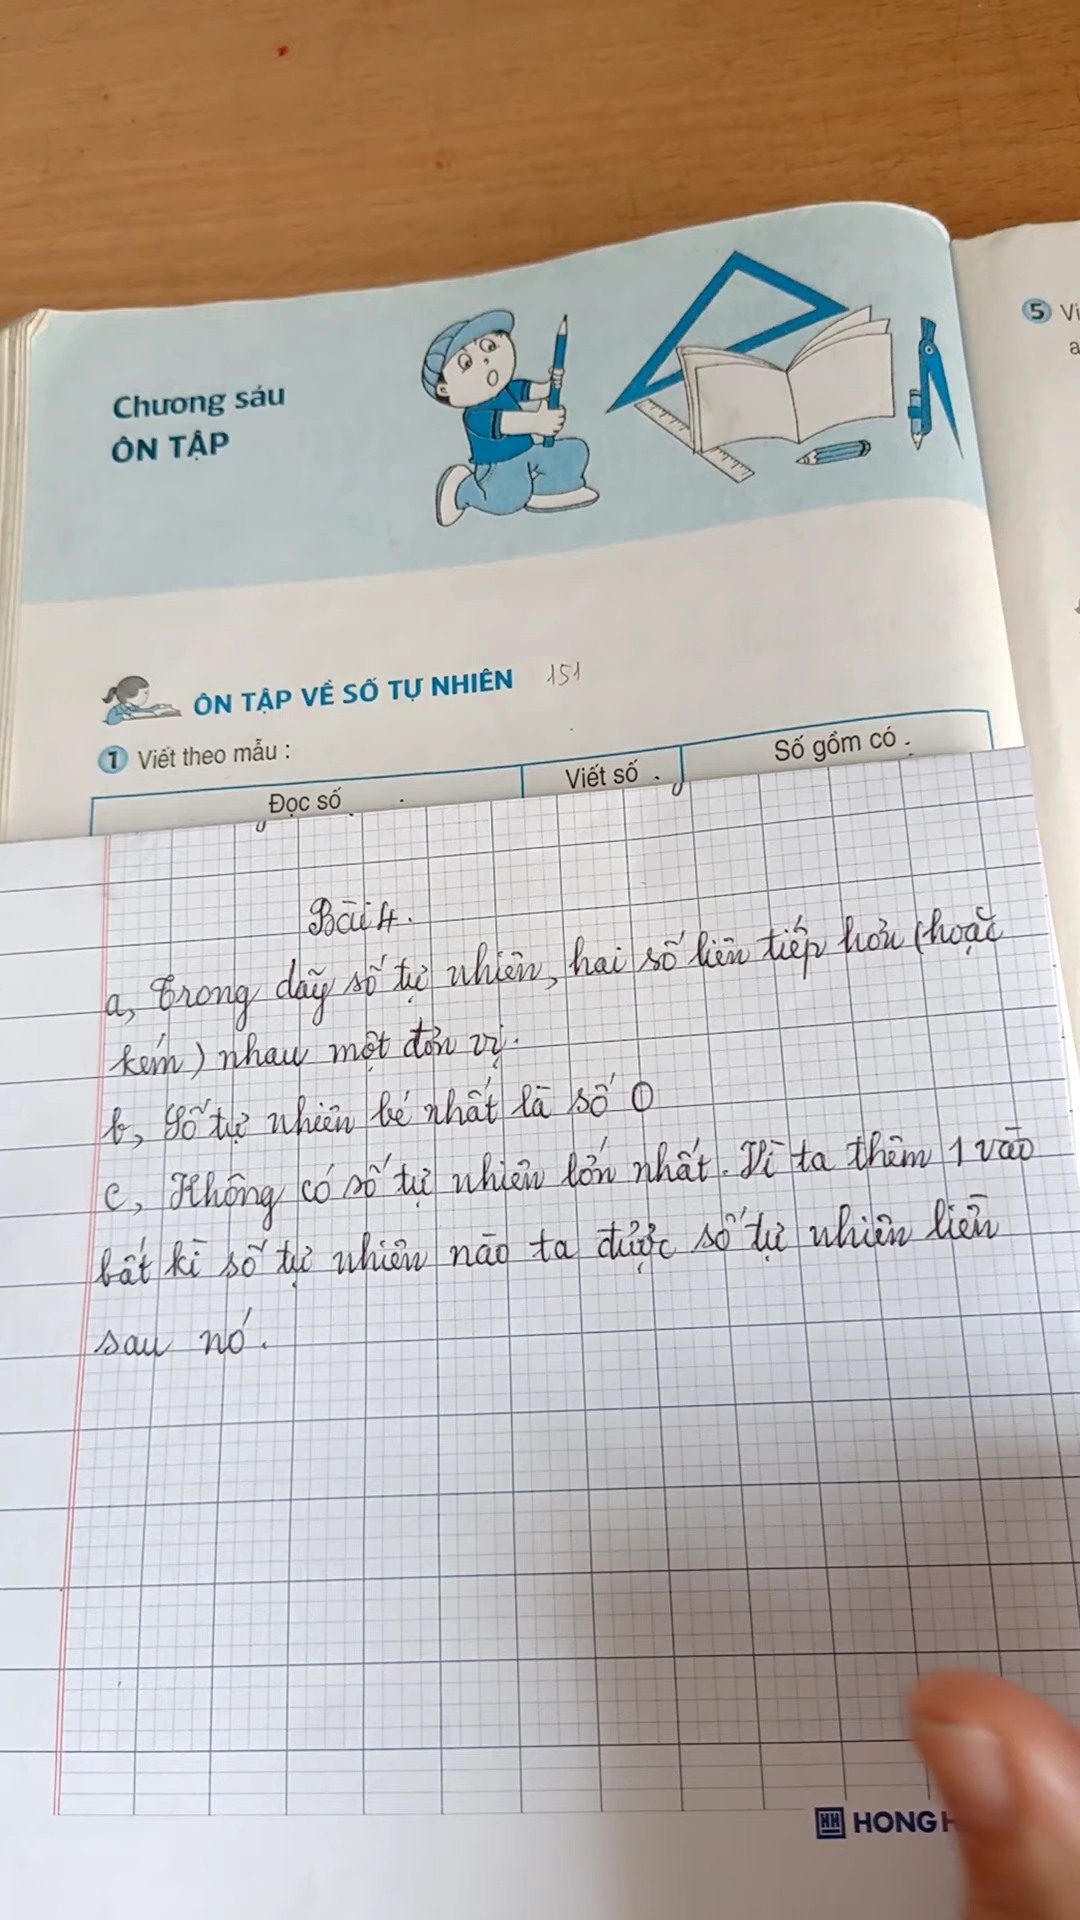 Chương sáu
ÔN TẬP
5 Vi
a
ÔN TẬP VỀ SỐ TỰ NHIÊN 151
1 Viết theo mẫu :
Đọc số Viết số Số gồm có
Bài 4.
a, Trong dãy số tự nhiên, hai số liên tiếp hơn (hoặc
kém) nhau một đơn vị.
b, Số tự nhiên bé nhất là số 0
c, Không có số tự nhiên lớn nhất. Vì ta thêm 1 vào
bất kì số tự nhiên nào ta được số tự nhiên liền
sau nó.
HH HONG H